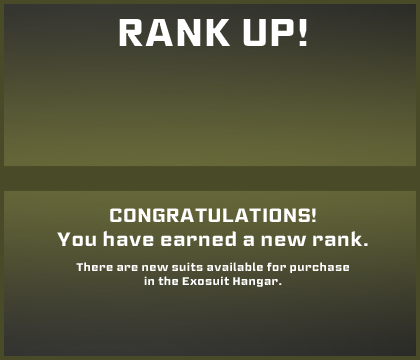 RANK UP!
CONGRATULATIONS!
You have earned a new rank.
There are new suits available for purchase
in the Exosuit Hangar.